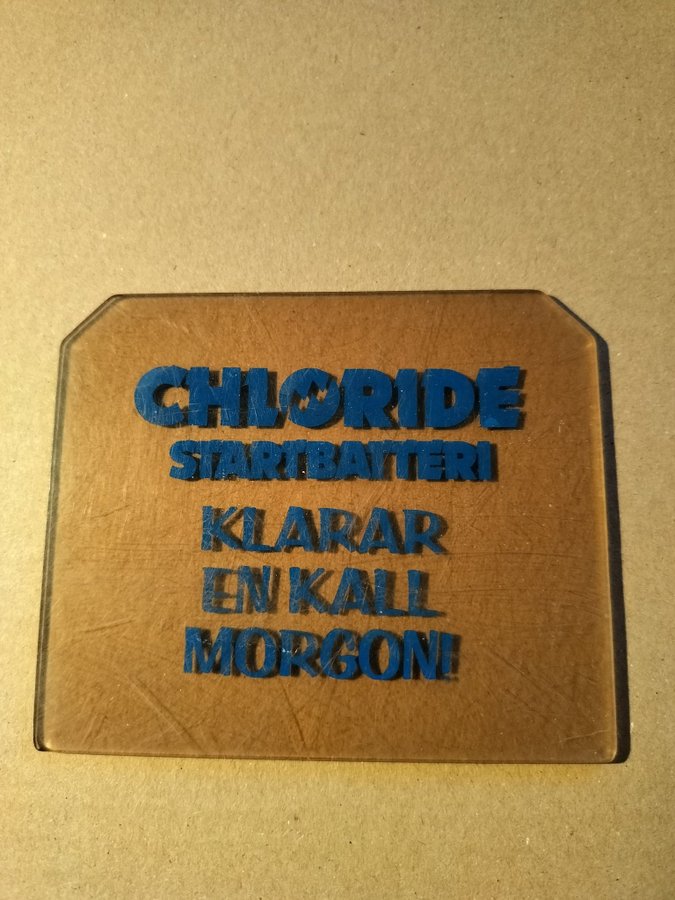 CHLORIDE
STARTBATTERI
KLARAR
EN KALL
MORGON!